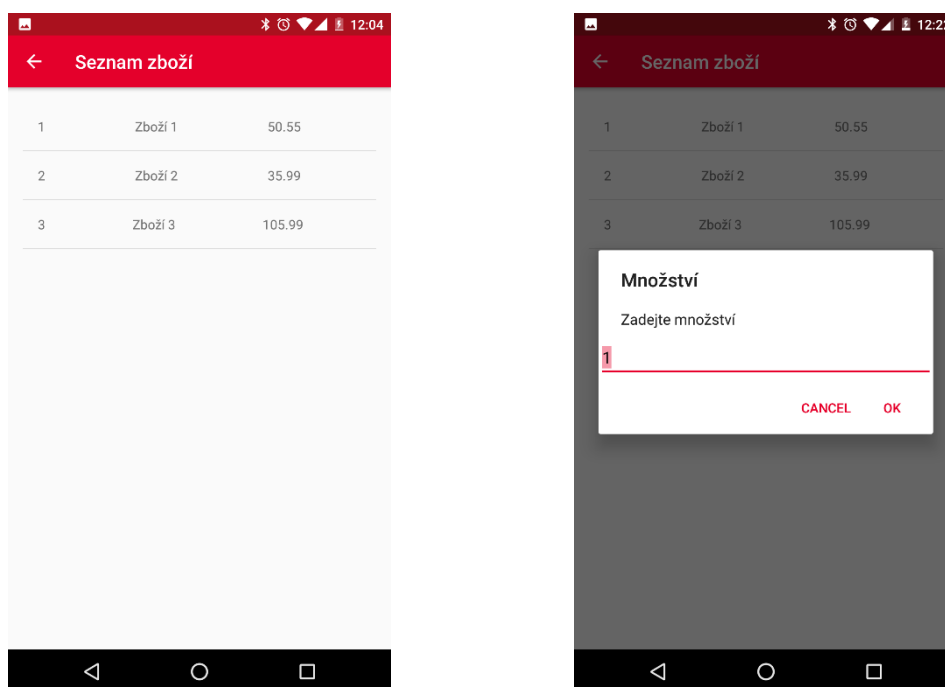 12:04
Seznam zboží
1 Zboží 1 50.55
2 Zboží 2 35.99
3 Zboží 3 105.99
12:22
Seznam zboží
1 Zboží 1 50.55
2 Zboží 2 35.99
3 Zboží 3 105.99
Množství
Zadejte množství
1
CANCEL OK